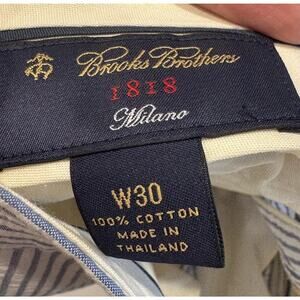 Brooks Brothers
1818
Milano
W30
100% COTTON
MADE IN
THAILAND